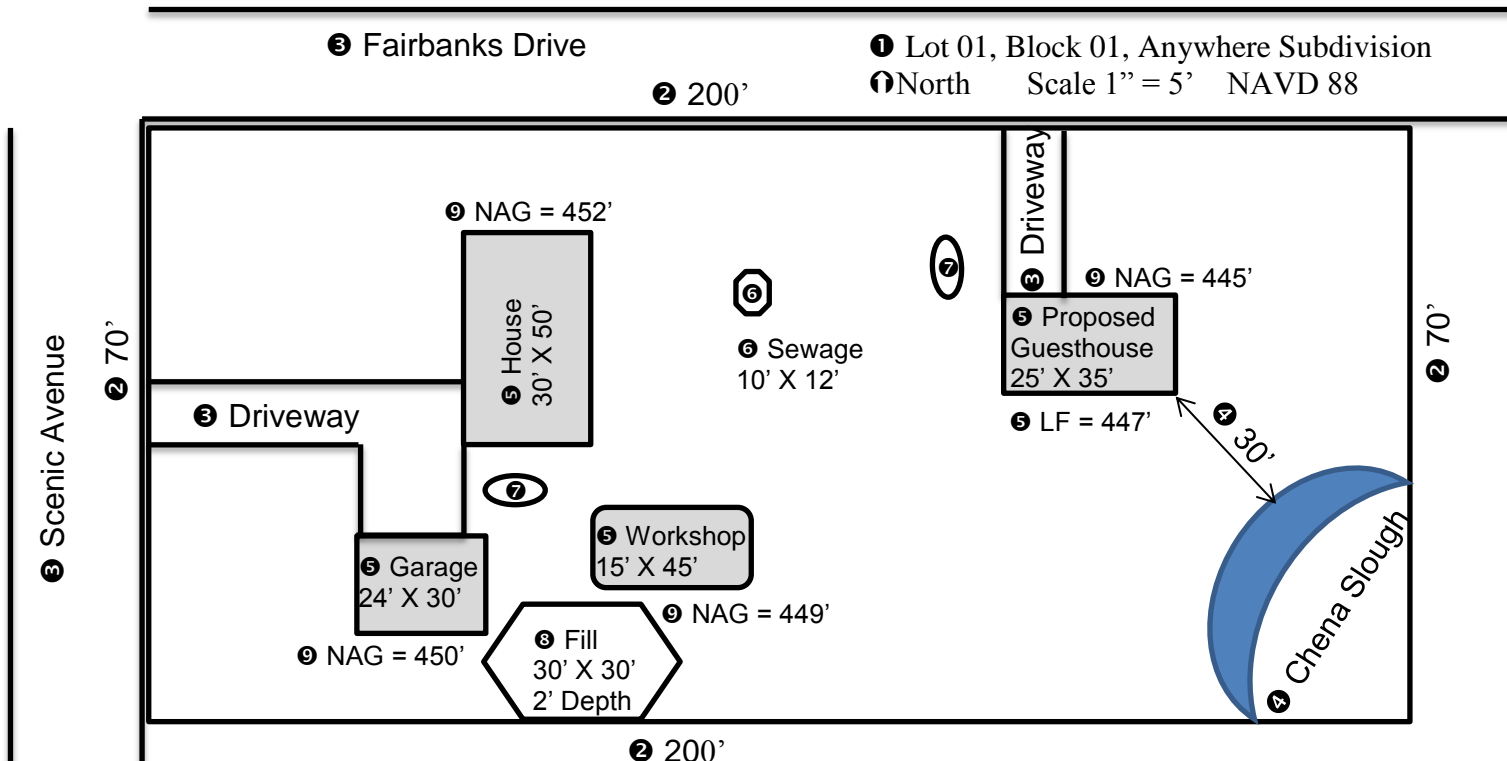 ❸ Fairbanks Drive
❶ Lot 01, Block 01, Anywhere Subdivision
⬆North Scale 1” = 5’ NAVD 88
❷ 200’
❸ Scenic Avenue
❷ 70’
❾ NAG = 452’
❺ House
30’ X 50’
❸ Driveway
❼
❺ Garage
24’ X 30’
❾ NAG = 450’
❺ Workshop
15’ X 45’
❾ NAG = 449’
❽ Fill
30’ X 30’
2’ Depth
❻
❻ Sewage
10’ X 12’
❼
❸ Driveway
❾ NAG = 445’
❺ Proposed
Guesthouse
25’ X 35’
❺ LF = 447’
❹ 30’
❹ Chena Slough
❷ 70’
❷ 200’